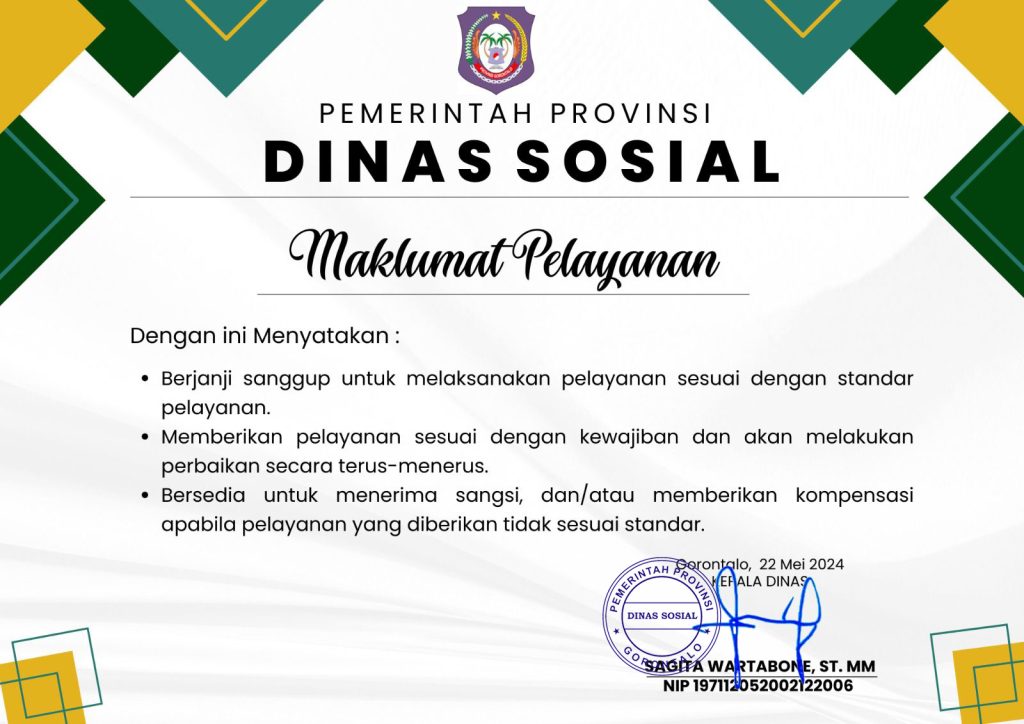 PROVINSI GORONTALO
PEMERINTAH PROVINSI
DINAS SOSIAL
Maklumat Pelayanan
Dengan ini Menyatakan :
• Berjanji sanggup untuk melaksanakan pelayanan sesuai dengan standar
pelayanan.
• Memberikan pelayanan sesuai dengan kewajiban dan akan melakukan
perbaikan secara terus-menerus.
• Bersedia untuk menerima sangsi, dan/atau memberikan kompensasi
apabila pelayanan yang diberikan tidak sesuai standar.
Gorontalo, 22 Mei 2024
KEPALA DINAS
PEMERINTAH PROVINSI
DINAS SOSIAL
GORONTALO
SAGITA WARTABONE, ST. MM
NIP 197112052002122006